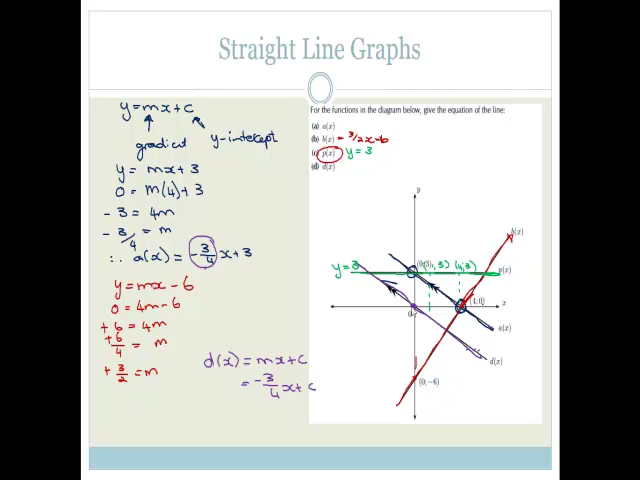 Straight Line Graphs
y = mx + c
gradient
y-intercept
y = mx + 3
0 = m(4) + 3
- 3 = 4m
- 3/4 = m
∴ a(x) = -3/4 x + 3
y = mx - 6
0 = 4m - 6
+ 6 = 4m
+ 6/4 = m
+ 3/2 = m
d(x) = mx + c
= -3/4 x + c
For the functions in the diagram below, give the equation of the line:
(a) a(x)
(b) b(x) = 3/2x-6
(c) p(x) y = 3
(d) d(x)
y
b(x)
y = 3
(0; 3)
(4;3)
p(x)
(4; 0)
x
a(x)
d(x)
(0; -6)